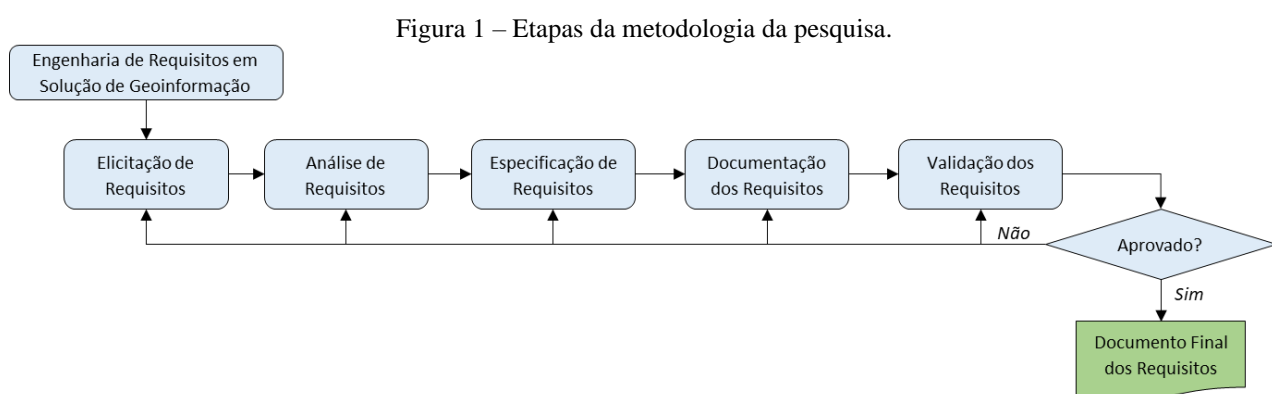 Figura 1 – Etapas da metodologia da pesquisa.
Engenharia de Requisitos em
Solução de Geoinformação
Elicitação de
Requisitos
Análise de
Requisitos
Especificação de
Requisitos
Documentação
dos Requisitos
Validação dos
Requisitos
Aprovado?
Não
Sim
Documento Final
dos Requisitos